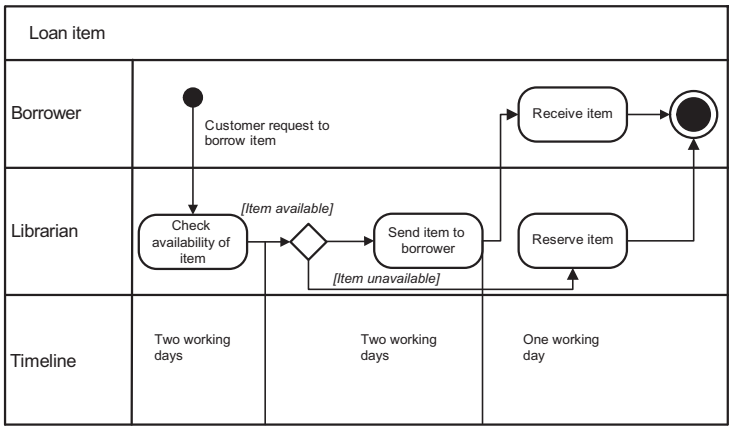 Loan item
Borrower
Customer request to
borrow item
Receive item
Librarian
Check
availability of
item
[Item available]
Send item to
borrower
Reserve item
[Item unavailable]
Timeline
Two working
days
Two working
days
One working
day